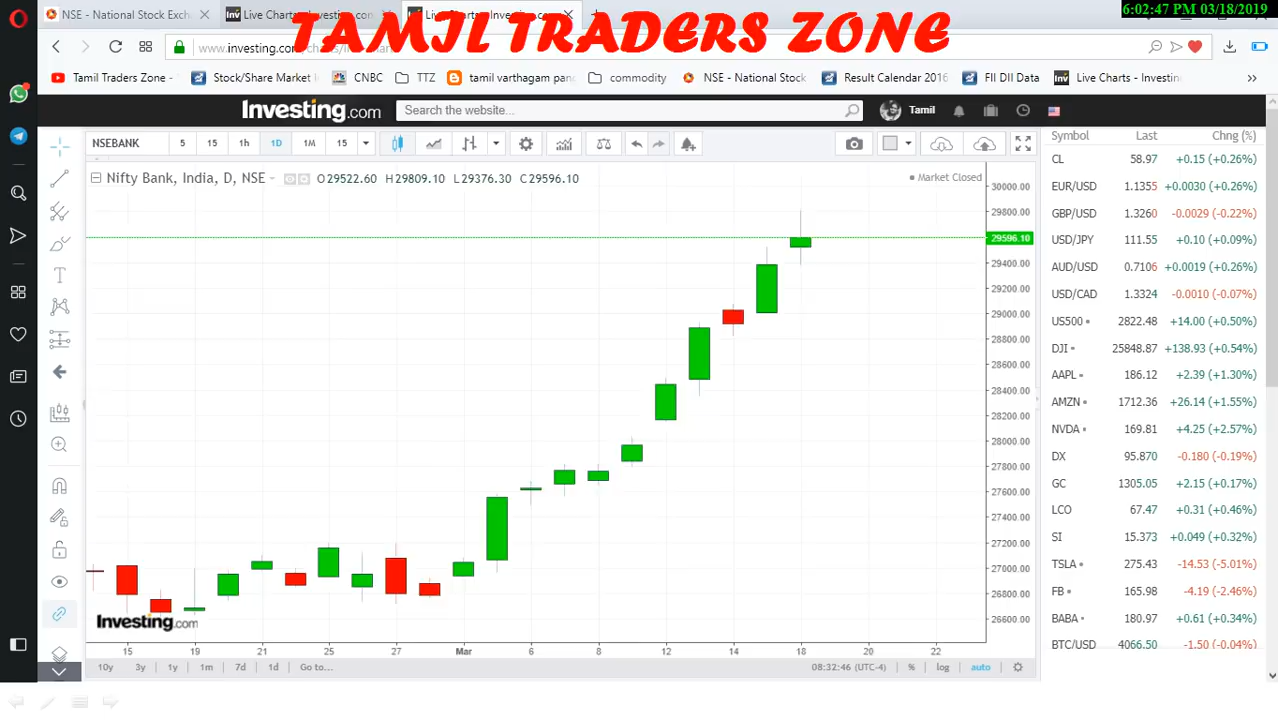 NSE - National Stock Exch
Live Charts - Investing.com
Live Charts - Investing.com
6:02:47 PM 03/18/2019
TAMIL TRADERS ZONE
www.investing.com
Tamil Traders Zone -
Stock/Share Market
CNBC
TTZ
tamil varthagam pan
commodity
NSE - National Stock
Result Calendar 2016
FII DII Data
Live Charts - Investin
Investing.com
Search the website...
Tamil
NSEBANK
5
15
1h
1D
1M
15
Nifty Bank, India, D, NSE
O29522.60 H29809.10 L29376.30 C29596.10
Market Closed
30000.00
29800.00
29596.10
29400.00
29200.00
29000.00
28800.00
28600.00
28400.00
28200.00
28000.00
27800.00
27600.00
27400.00
27200.00
27000.00
26800.00
26600.00
Investing.com
15 19 21 25 27 Mar 6 8 12 14 18 20 22
10y 3y 1y 1m 7d 1d Go to...
08:32:46 (UTC-4) % log auto
Symbol Last Chng (%)
CL 58.97 +0.15 (+0.26%)
EUR/USD 1.1355 +0.0030 (+0.26%)
GBP/USD 1.3260 -0.0029 (-0.22%)
USD/JPY 111.55 +0.10 (+0.09%)
AUD/USD 0.7106 +0.0019 (+0.26%)
USD/CAD 1.3324 -0.0010 (-0.07%)
US500 2822.48 +14.00 (+0.50%)
DJI 25848.87 +138.93 (+0.54%)
AAPL 186.12 +2.39 (+1.30%)
AMZN 1712.36 +26.14 (+1.55%)
NVDA 169.81 +4.25 (+2.57%)
DX 95.870 -0.180 (-0.19%)
GC 1305.05 +2.15 (+0.17%)
LCO 67.47 +0.31 (+0.46%)
SI 15.373 +0.049 (+0.32%)
TSLA 275.43 -14.53 (-5.01%)
FB 165.98 -4.19 (-2.46%)
BABA 180.97 +0.61 (+0.34%)
BTC/USD 4066.50 -1.50 (-0.04%)